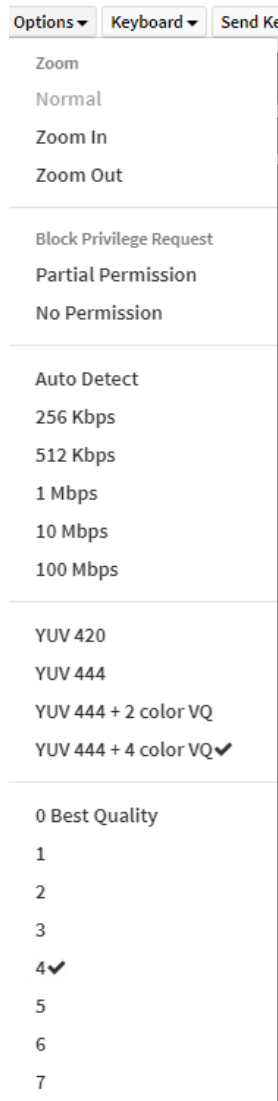 Options Keyboard Send Ke
Zoom
Normal
Zoom In
Zoom Out
Block Privilege Request
Partial Permission
No Permission
Auto Detect
256 Kbps
512 Kbps
1 Mbps
10 Mbps
100 Mbps
YUV 420
YUV 444
YUV 444 + 2 color VQ
YUV 444 + 4 color VQ✔
0 Best Quality
1
2
3
4✔
5
6
7